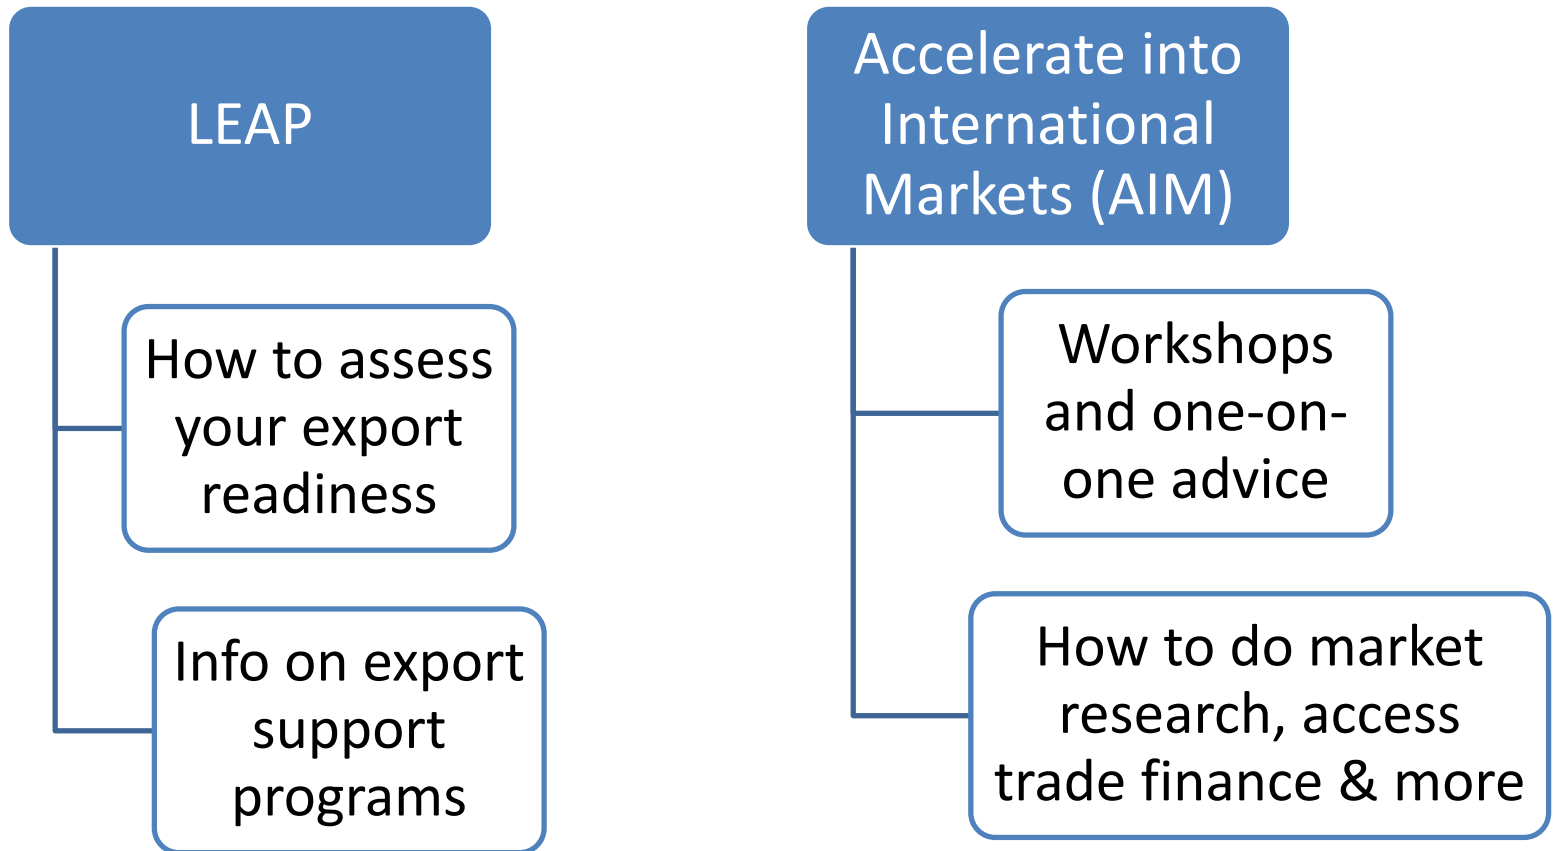 LEAP
How to assess
your export
readiness
Info on export
support
programs
Accelerate into
International
Markets (AIM)
Workshops
and one-on-
one advice
How to do market
research, access
trade finance & more